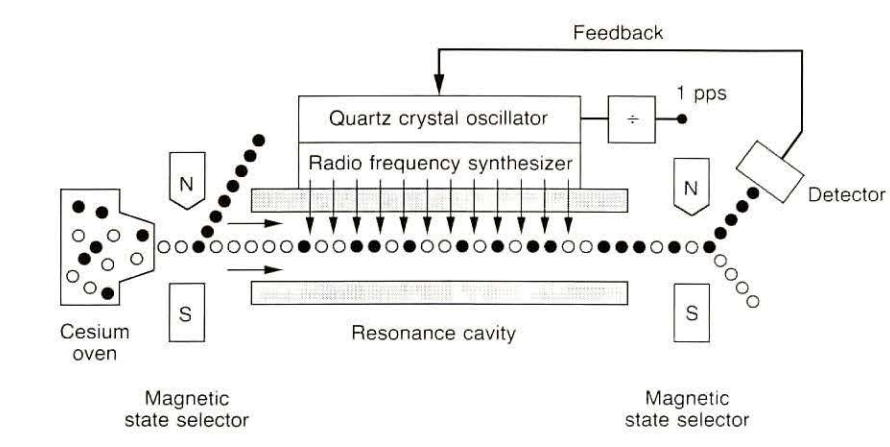 Feedback
1 pps
Quartz crystal oscillator
÷
Radio frequency synthesizer
N
N
Detector
S
S
Cesium
oven
Resonance cavity
Magnetic
state selector
Magnetic
state selector